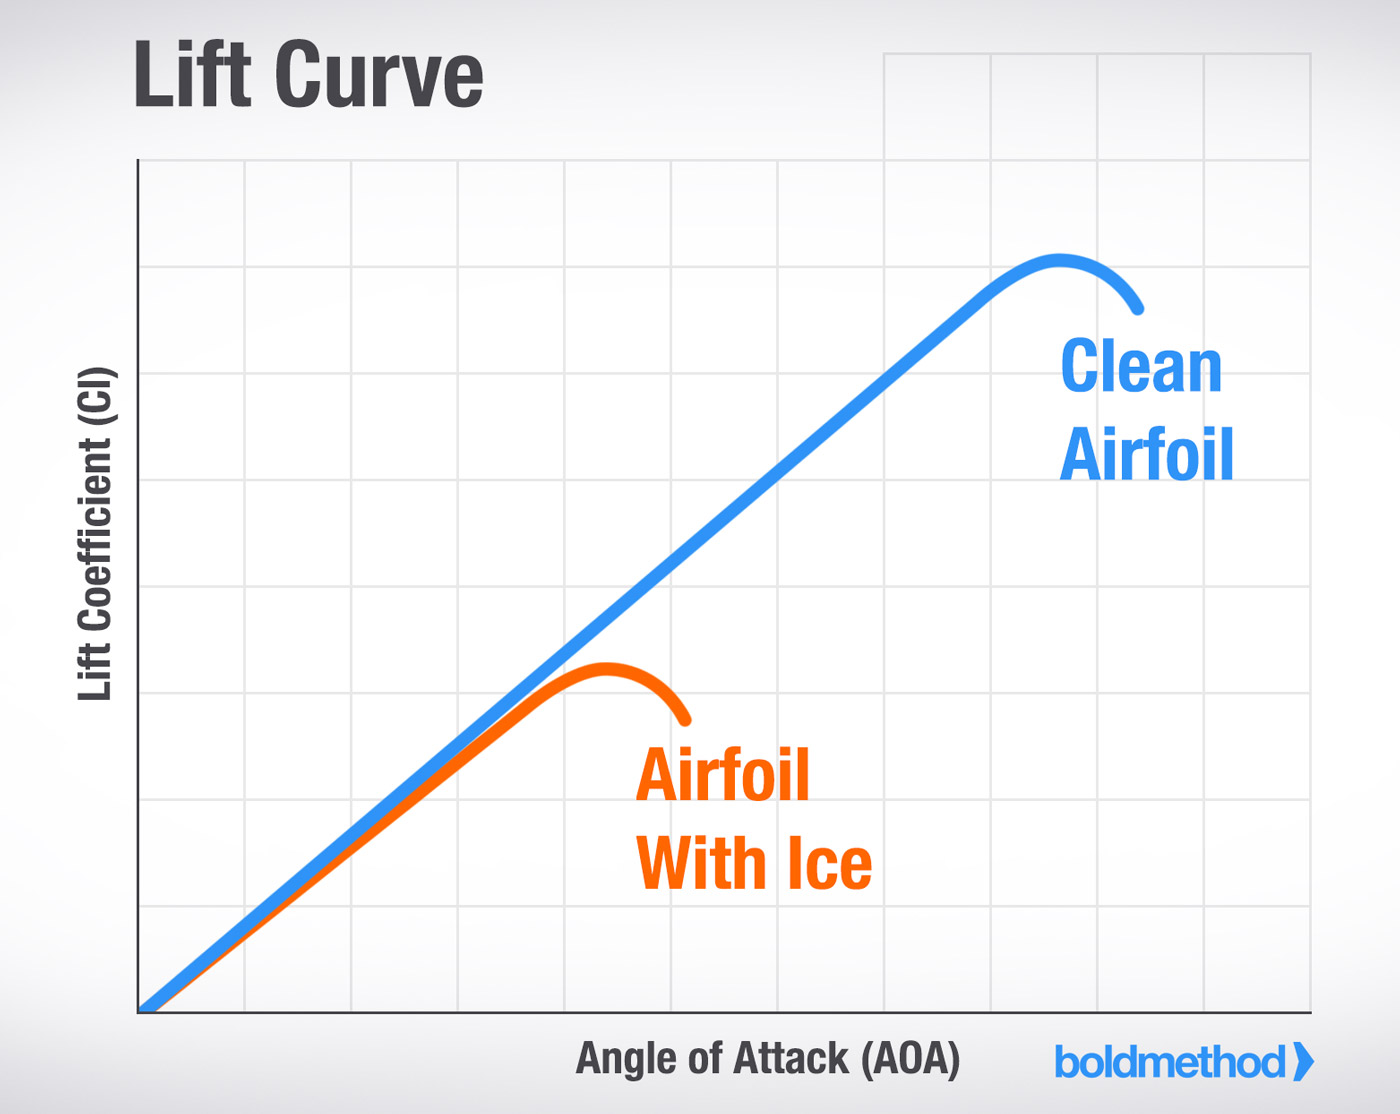 Lift Curve
Lift Coefficient (Cl)
Clean
Airfoil
Airfoil
With Ice
Angle of Attack (AOA)
boldmethod